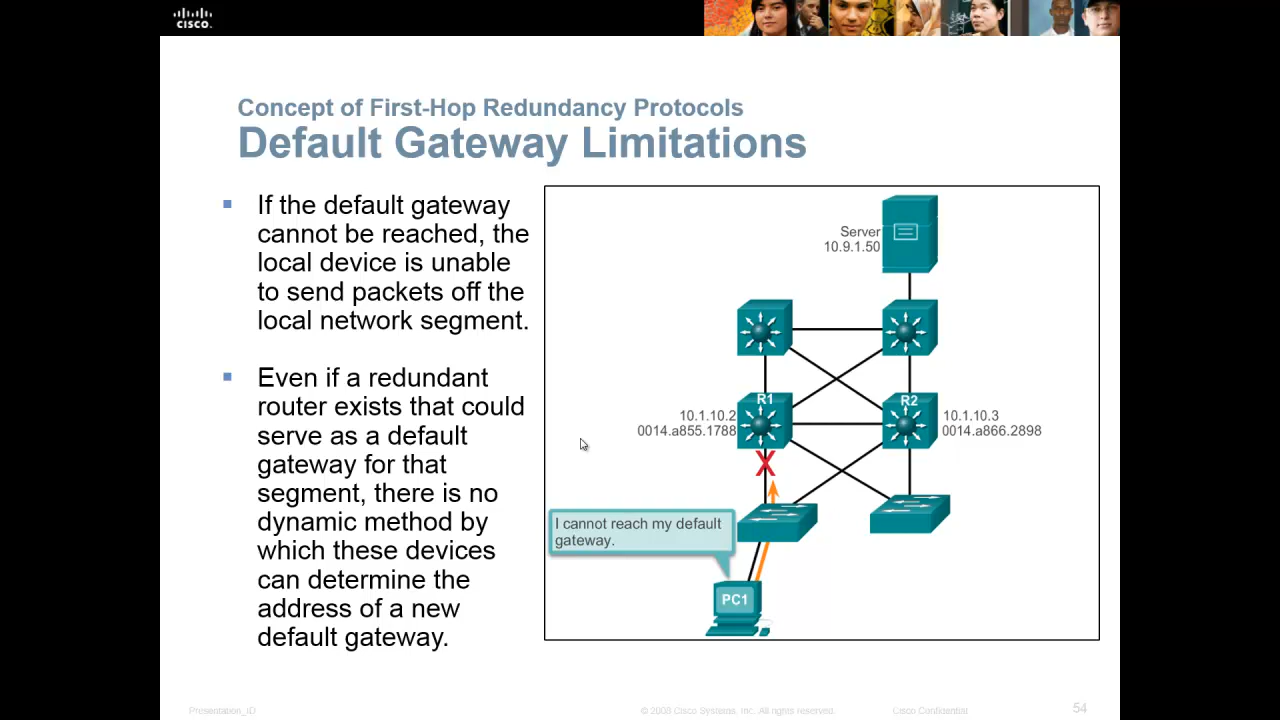 CISCO.
Concept of First-Hop Redundancy Protocols
Default Gateway Limitations
If the default gateway
cannot be reached, the
local device is unable
to send packets off the
local network segment.
Even if a redundant
router exists that could
serve as a default
gateway for that
segment, there is no
dynamic method by
which these devices
can determine the
address of a new
default gateway.
Server
10.9.1.50
R1
R2
10.1.10.2
0014.a855.1788
10.1.10.3
0014.a866.2898
X
I cannot reach my default
gateway.
PC1
Presentation_ID
© 2008 Cisco Systems, Inc. All rights reserved.
Cisco Confidential
54